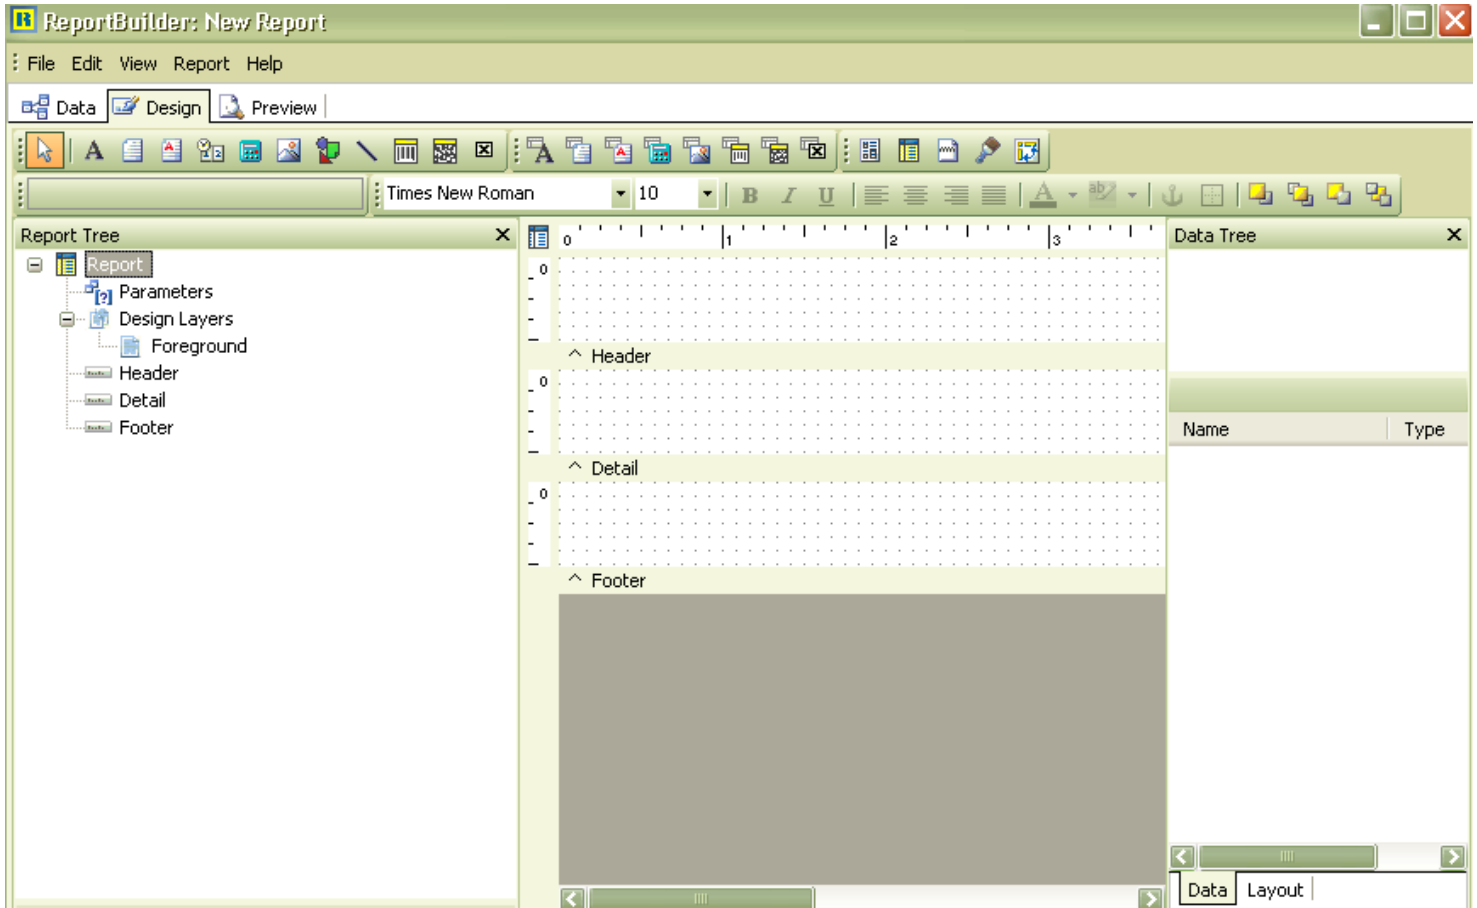 ReportBuilder: New Report
File Edit View Report Help
Data Design Preview
Times New Roman 10 B I U A
Report Tree
Report
Parameters
Design Layers
Foreground
Header
Detail
Footer
0 1 2 3
0
^ Header
0
^ Detail
0
^ Footer
Data Tree
Name Type
Data Layout